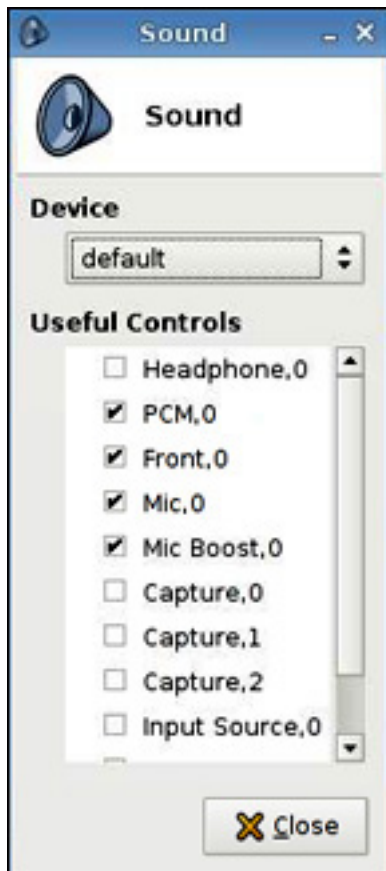 Sound
Sound
Device
default
Useful Controls
Headphone,0
PCM,0
Front,0
Mic,0
Mic Boost,0
Capture,0
Capture,1
Capture,2
Input Source,0
Close